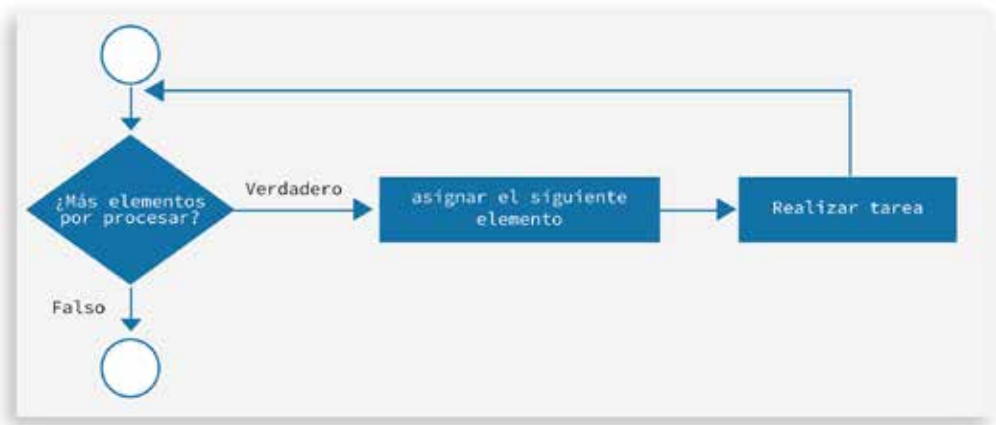 ¿Más elementos
por procesar?
Verdadero
asignar el siguiente
elemento
Realizar tarea
Falso